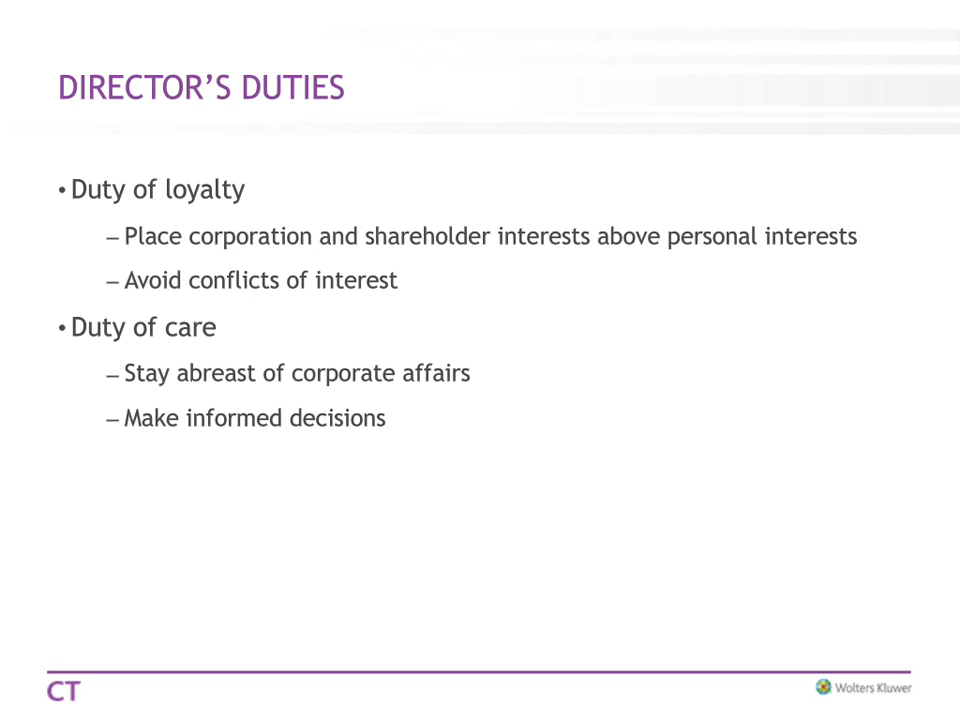 DIRECTOR’S DUTIES
• Duty of loyalty
– Place corporation and shareholder interests above personal interests
– Avoid conflicts of interest
• Duty of care
– Stay abreast of corporate affairs
– Make informed decisions
CT
Wolters Kluwer